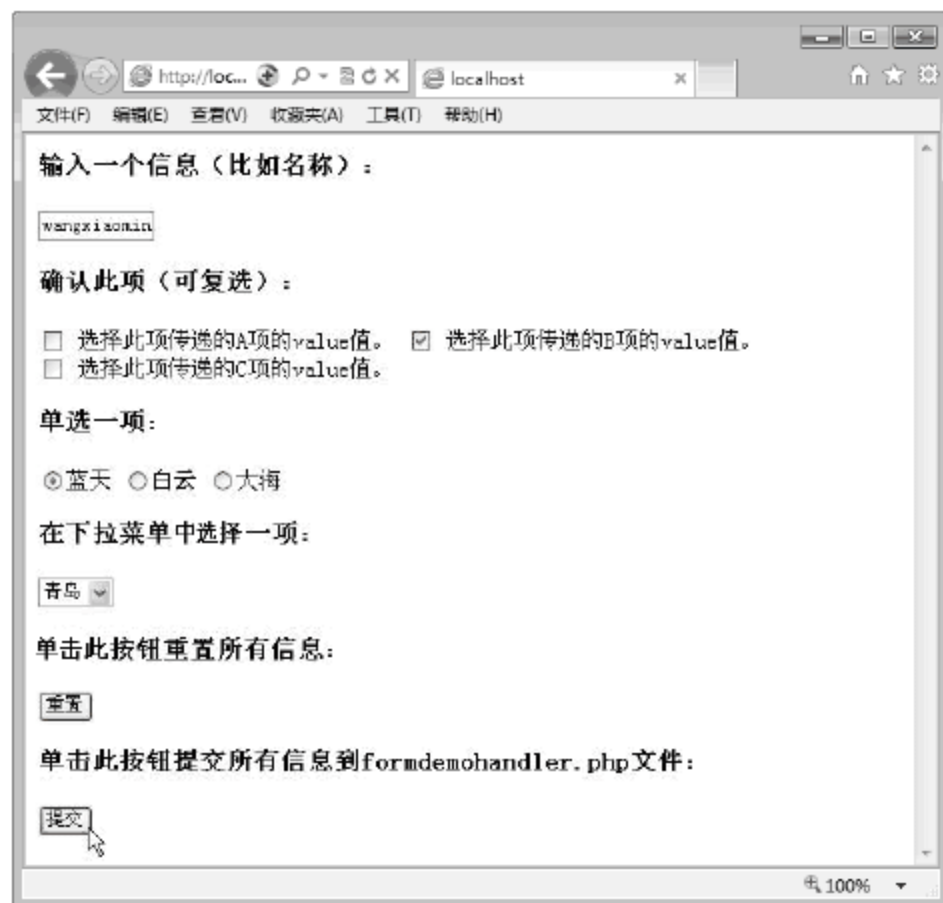 http://loc...
localhost
文件(F) 编辑(E) 查看(V) 收藏夹(A) 工具(T) 帮助(H)
输入一个信息（比如名称）：
wangxiaomin
确认此项（可复选）：
选择此项传递的A项的value值。 选择此项传递的B项的value值。
选择此项传递的C项的value值。
单选一项：
蓝天 白云 大海
在下拉菜单中选择一项：
青岛
单击此按钮重置所有信息：
重置
单击此按钮提交所有信息到formdemohandler.php文件：
提交
100%